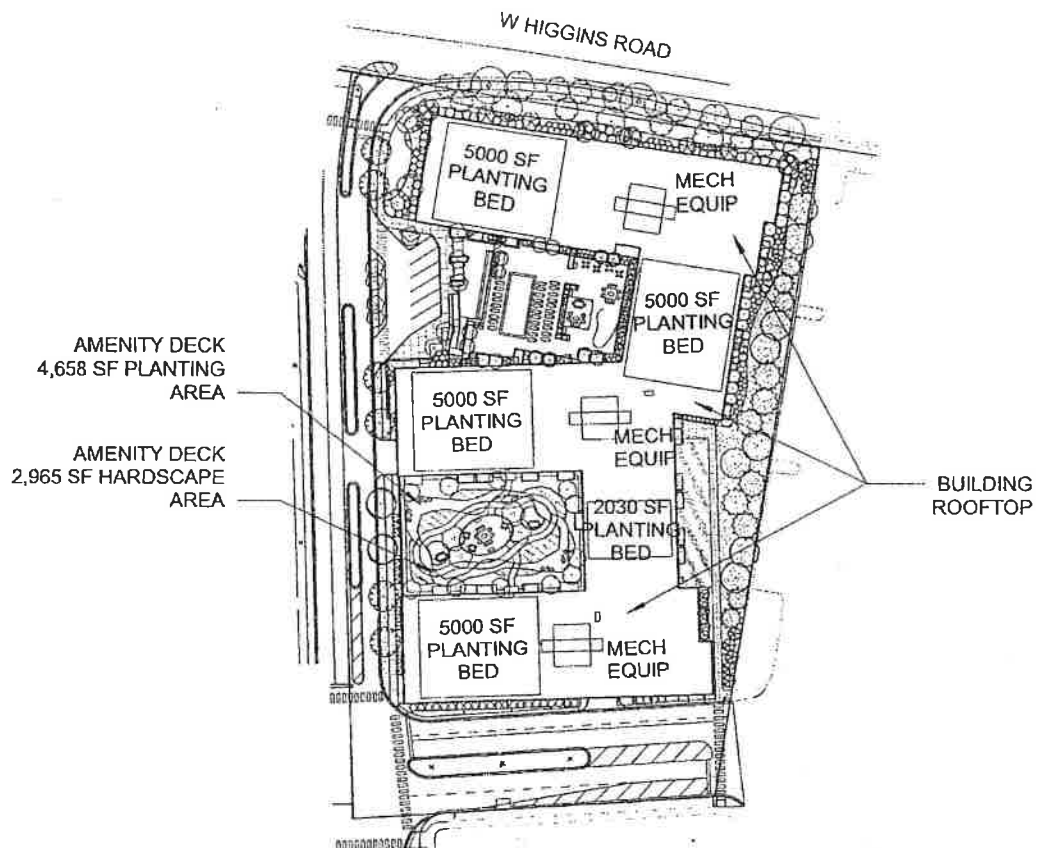 W HIGGINS ROAD
5000 SF
PLANTING
BED
MECH
EQUIP
5000 SF
PLANTING
BED
AMENITY DECK
4,658 SF PLANTING
AREA
5000 SF
PLANTING
BED
MECH
EQUIP
AMENITY DECK
2,965 SF HARDSCAPE
AREA
2030 SF
PLANTING
BED
BUILDING
ROOFTOP
5000 SF
PLANTING
BED
MECH
EQUIP